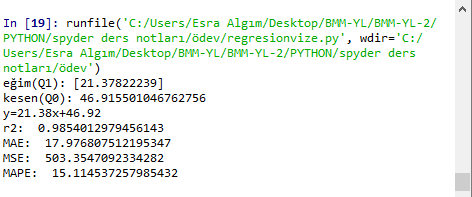 In [19]: runfile('C:/Users/Esra Algım/Desktop/BMM-YL/BMM-YL-2/
PYTHON/spyder ders notları/ödev/regresionvize.py', wdir='C:/
Users/Esra Algım/Desktop/BMM-YL/BMM-YL-2/PYTHON/spyder ders
notları/ödev')
eğim(Q1): [21.37822239]
kesen(Q0): 46.915501046762756
y=21.38x+46.92
r2:  0.9854012979456143
MAE:  17.976807512195347
MSE:  503.3547092334282
MAPE:  15.114537257985432